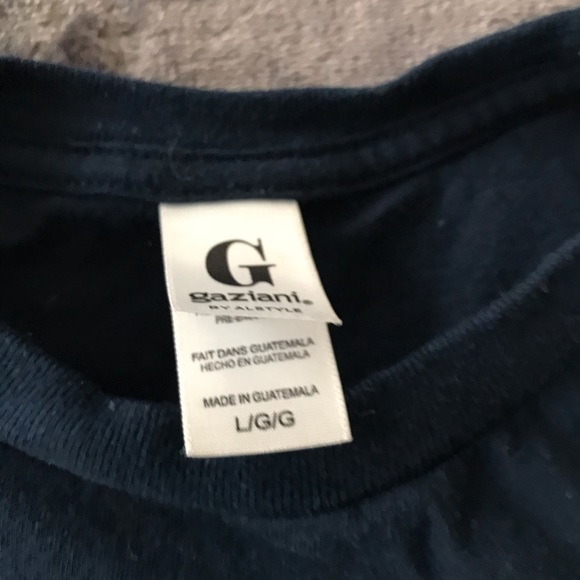 G
gaziani®
BY ALSTYLE
FAIT DANS GUATEMALA
HECHO EN GUATEMALA
MADE IN GUATEMALA
L/G/G